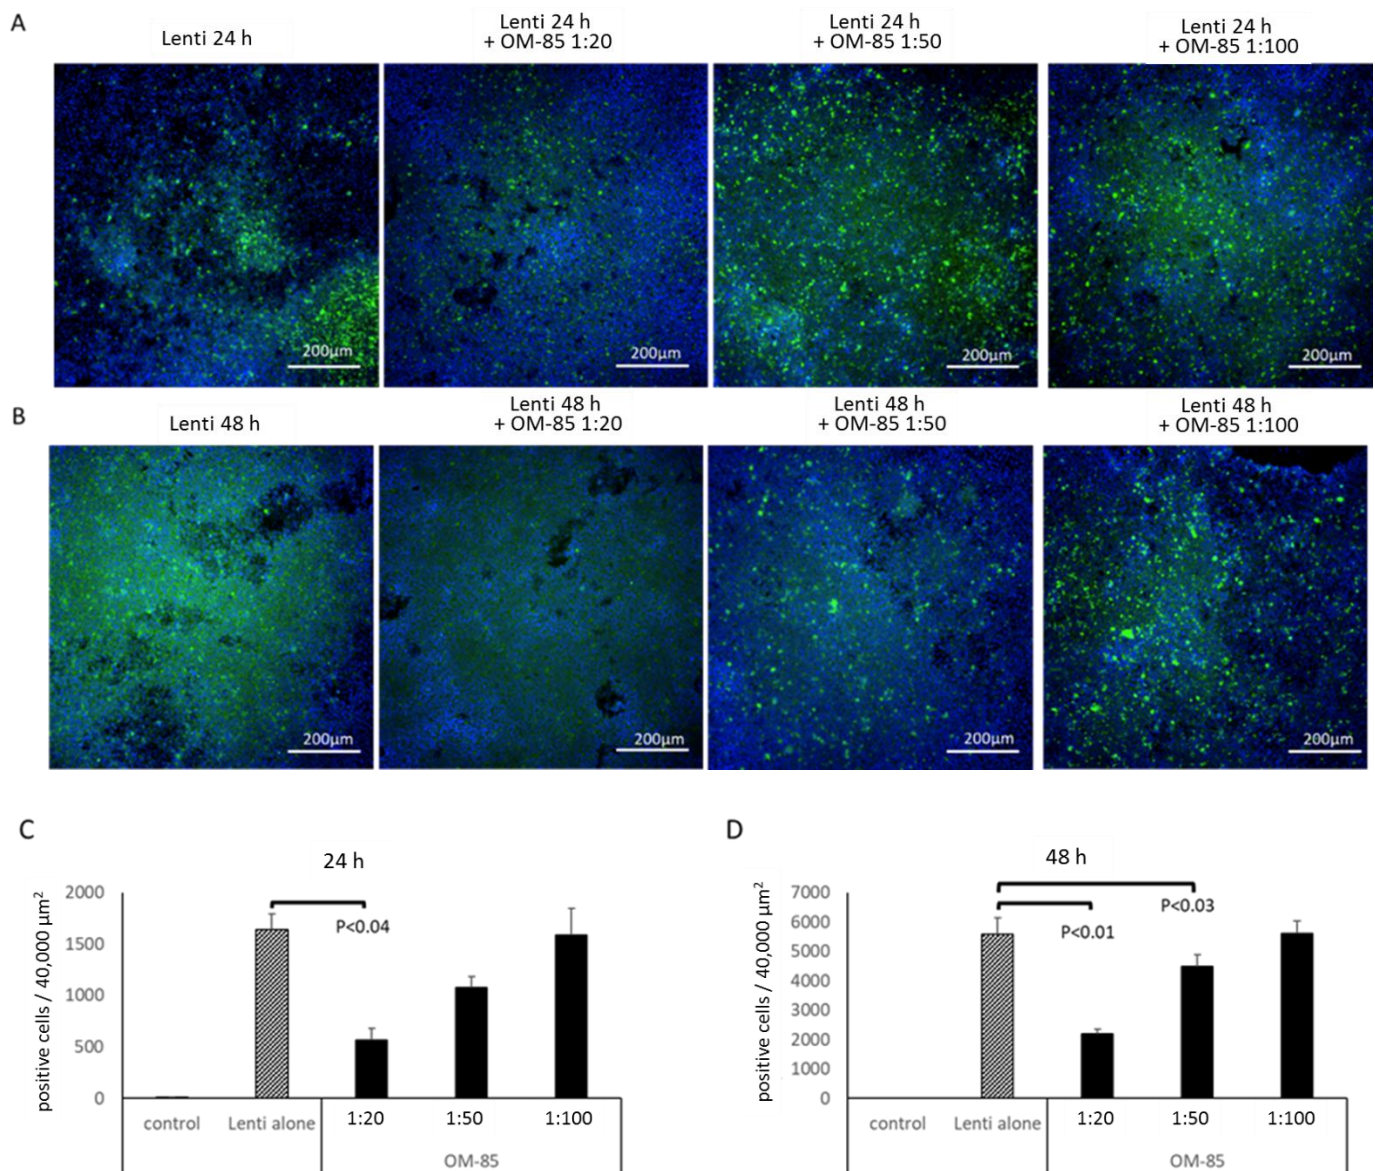 A
Lenti 24 h
Lenti 24 h
+ OM-85 1:20
Lenti 24 h
+ OM-85 1:50
Lenti 24 h
+ OM-85 1:100
200µm
200µm
200µm
200µm
B
Lenti 48 h
Lenti 48 h
+ OM-85 1:20
Lenti 48 h
+ OM-85 1:50
Lenti 48 h
+ OM-85 1:100
200µm
200µm
200µm
200µm
C
24 h
positive cells / 40,000 µm²
2000
1500
1000
500
0
P<0.04
control
Lenti alone
1:20
1:50
1:100
OM-85
D
48 h
positive cells / 40,000 µm²
7000
6000
5000
4000
3000
2000
1000
0
P<0.01
P<0.03
control
Lenti alone
1:20
1:50
1:100
OM-85